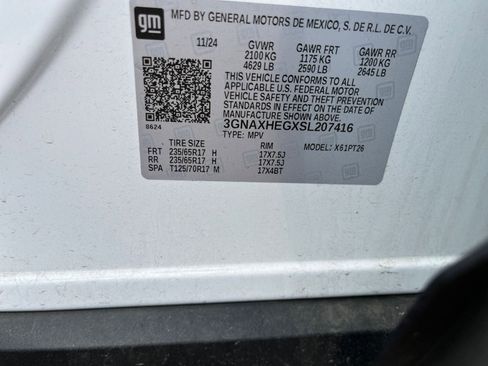 gm
MFD BY GENERAL MOTORS DE MEXICO, S. DE R.L. DE C.V.
11/24 GVWR GAWR FRT GAWR RR
2100 KG 1175 KG 1200 KG
4629 LB 2590 LB 2645 LB
THIS VEHICLE CONFORMS TO ALL
APPLICABLE U.S. FEDERAL MOTOR
VEHICLE SAFETY AND THEFT
PREVENTION STANDARDS IN
EFFECT ON THE DATE OF
MANUFACTURE SHOWN ABOVE.
8624 3GNAXHEGXSL207416
TYPE: MPV MODEL: X61PT26
TIRE SIZE RIM
FRT 235/65R17 H 17X7.5J
RR 235/65R17 H 17X7.5J
SPA T125/70R17 M 17X4BT